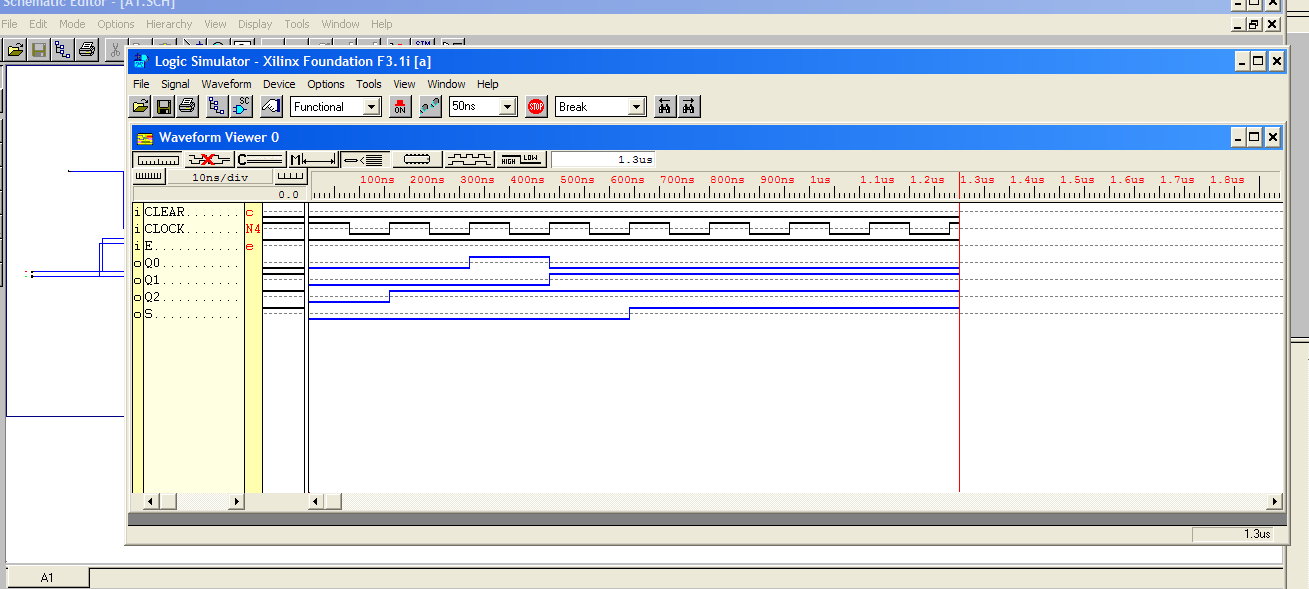 Schematic Editor - [A1.SCH]
File Edit Mode Options Hierarchy View Display Tools Window Help
Logic Simulator - Xilinx Foundation F3.1i [a]
File Signal Waveform Device Options Tools View Window Help
SC Functional ON 50ns STOP Break
Waveform Viewer 0
C M HIGH LOW 1.3us
10ns/div
100ns 200ns 300ns 400ns 500ns 600ns 700ns 800ns 900ns 1us 1.1us 1.2us 1.3us 1.4us 1.5us 1.6us 1.7us 1.8us
0.0
i CLEAR....... c
i CLOCK....... N4
i E........... e
o Q0..........
o Q1..........
o Q2..........
o S...........
1.3us
A1